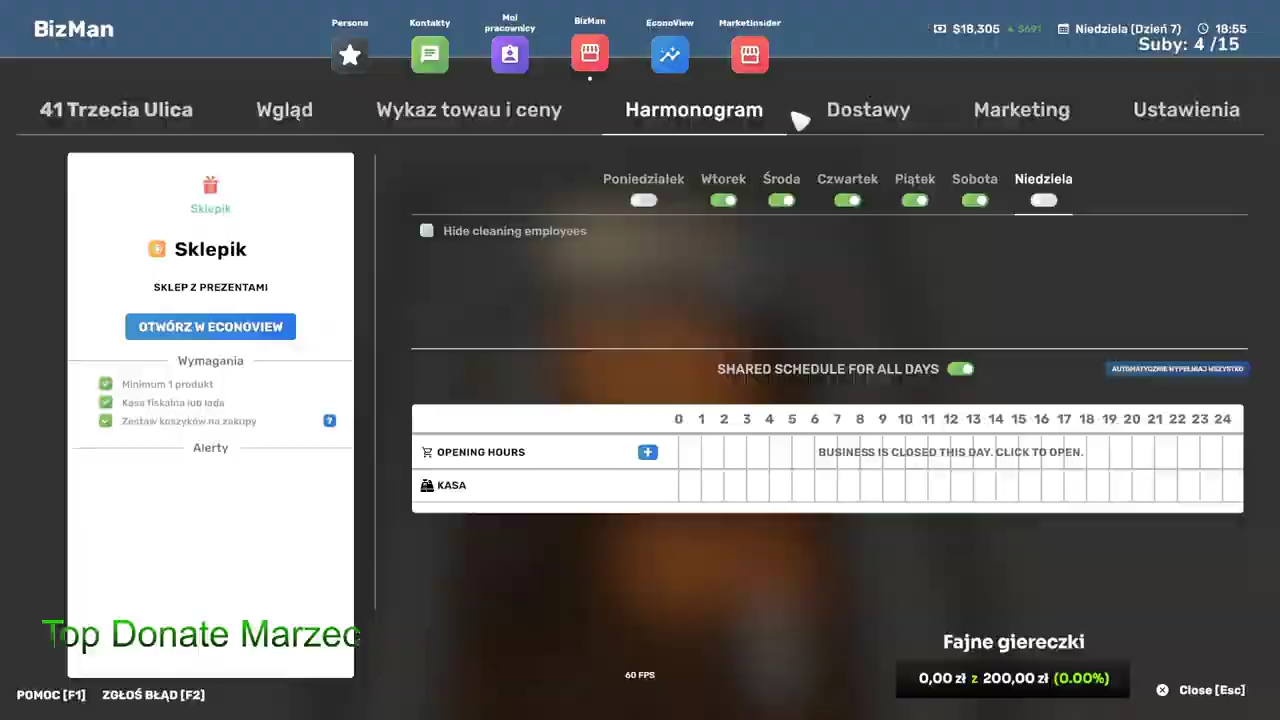 BizMan
Persona
Kontakty
Moi pracownicy
BizMan
EconoView
MarketInsider
$18,305 ▲ $691
Niedziela (Dzień 7)
18:55
Suby: 4 /15
41 Trzecia Ulica
Wgląd
Wykaz towau i ceny
Harmonogram
Dostawy
Marketing
Ustawienia
Sklepik
Sklepik
SKLEP Z PREZENTAMI
OTWÓRZ W ECONOVIEW
Wymagania
Minimum 1 produkt
Kasa fiskalna lub lada
Zestaw koszyków na zakupy
?
Alerty
Poniedziałek
Wtorek
Środa
Czwartek
Piątek
Sobota
Niedziela
Hide cleaning employees
SHARED SCHEDULE FOR ALL DAYS
AUTOMATYCZNIE WYPEŁNIAJ WSZYSTKO
0 1 2 3 4 5 6 7 8 9 10 11 12 13 14 15 16 17 18 19 20 21 22 23 24
OPENING HOURS
BUSINESS IS CLOSED THIS DAY. CLICK TO OPEN.
KASA
Top Donate Marzec
Fajne giereczki
0,00 zł z 200,00 zł (0.00%)
60 FPS
POMOC [F1]
ZGŁOŚ BŁĄD [F2]
Close [Esc]